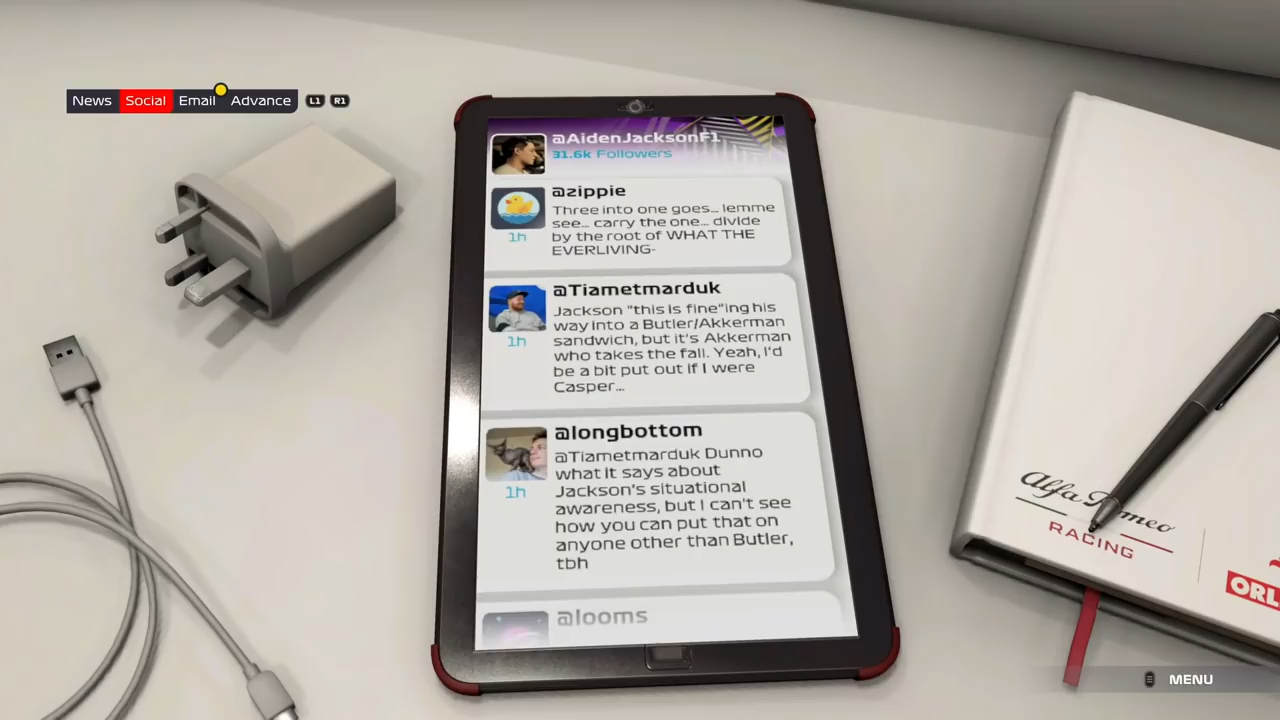 News Social Email Advance L1 R1
@AidenJacksonF1
31.6k Followers
@zippie
Three into one goes... lemme
see... carry the one... divide
by the root of WHAT THE
EVERLIVING-
1h
@Tiametmarduk
Jackson "this is fine"ing his
way into a Butler/Akkerman
sandwich, but it's Akkerman
who takes the fall. Yeah, I'd
be a bit put out if I were
Casper...
1h
@longbottom
@Tiametmarduk Dunno
what it says about
Jackson's situational
awareness, but I can't see
how you can put that on
anyone other than Butler,
tbh
1h
@looms
Alfa Romeo
RACING
ORL
MENU